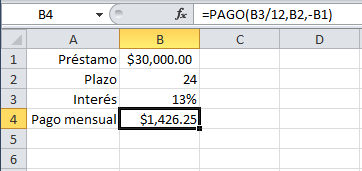 B4 fx =PAGO(B3/12,B2,-B1)
A B C D
1 Préstamo $30,000.00
2 Plazo 24
3 Interés 13%
4 Pago mensual $1,426.25
5
6
7